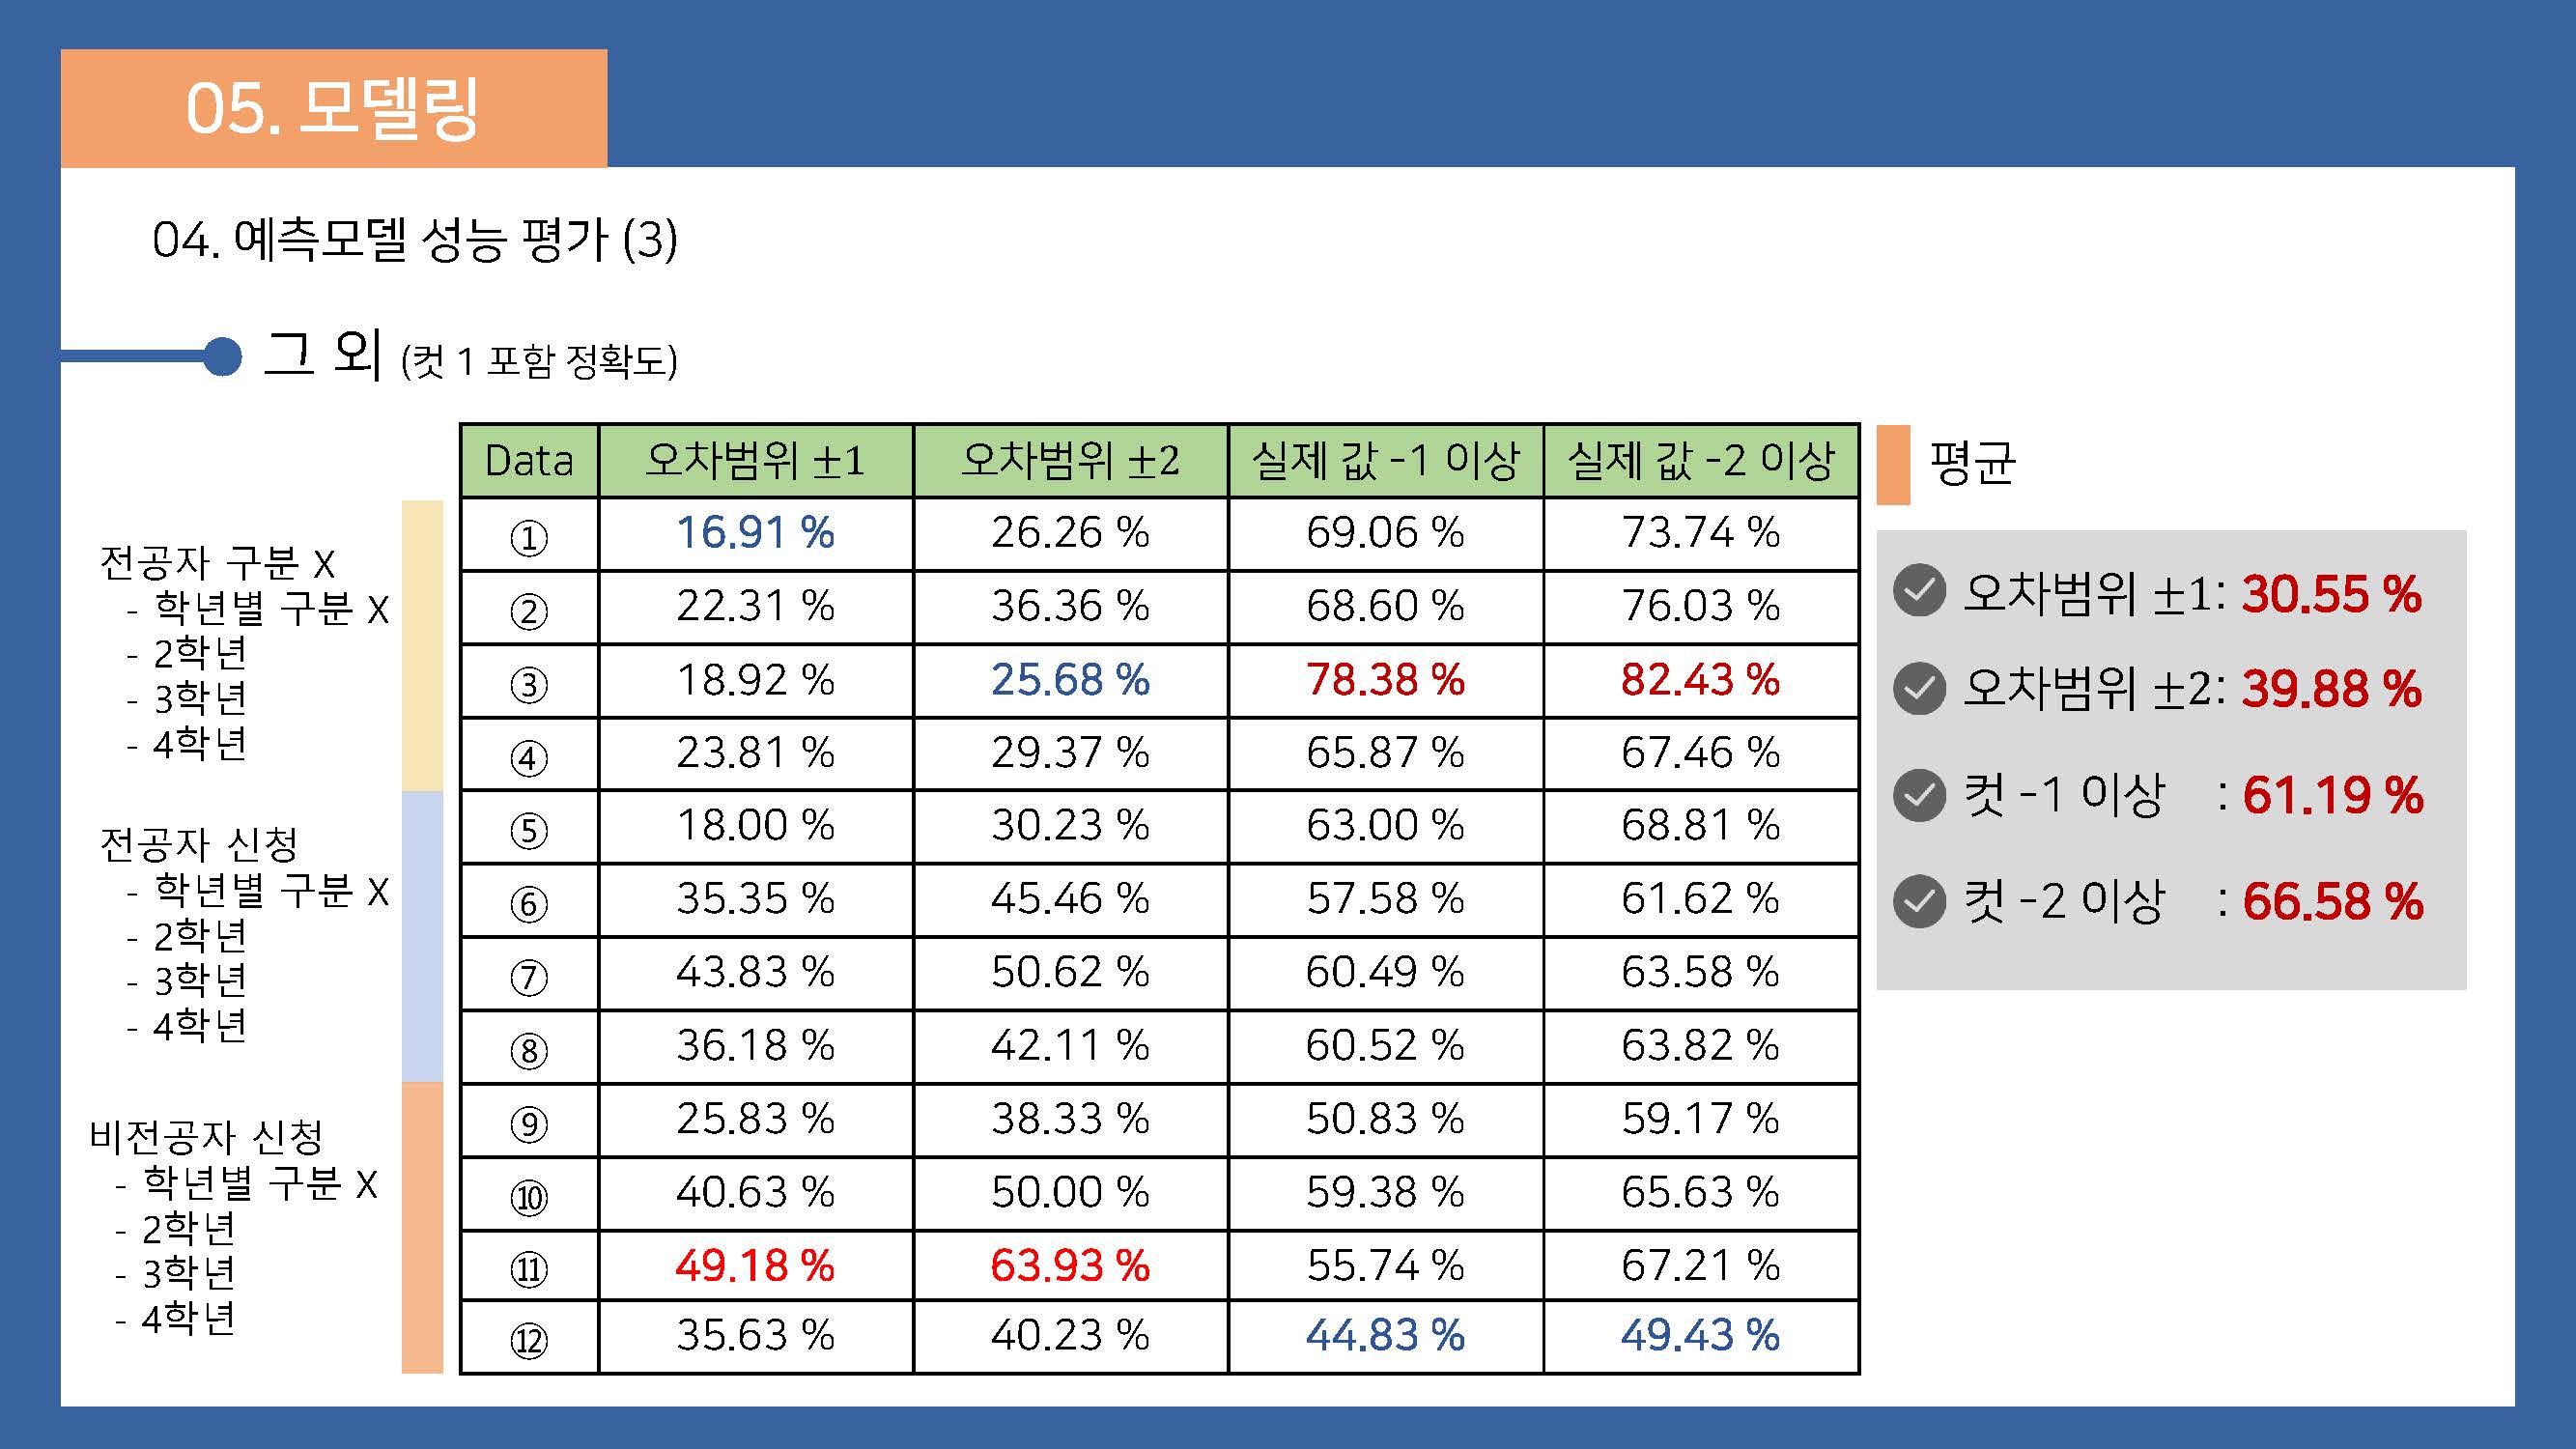 05. 모델링
04. 예측모델 성능 평가 (3)
그 외 (컷 1 포함 정확도)
전공자 구분 X
- 학년별 구분 X
- 2학년
- 3학년
- 4학년
전공자 신청
- 학년별 구분 X
- 2학년
- 3학년
- 4학년
비전공자 신청
- 학년별 구분 X
- 2학년
- 3학년
- 4학년
Data 오차범위 ±1 오차범위 ±2 실제 값 -1 이상 실제 값 -2 이상
① 16.91 % 26.26 % 69.06 % 73.74 %
② 22.31 % 36.36 % 68.60 % 76.03 %
③ 18.92 % 25.68 % 78.38 % 82.43 %
④ 23.81 % 29.37 % 65.87 % 67.46 %
⑤ 18.00 % 30.23 % 63.00 % 68.81 %
⑥ 35.35 % 45.46 % 57.58 % 61.62 %
⑦ 43.83 % 50.62 % 60.49 % 63.58 %
⑧ 36.18 % 42.11 % 60.52 % 63.82 %
⑨ 25.83 % 38.33 % 50.83 % 59.17 %
⑩ 40.63 % 50.00 % 59.38 % 65.63 %
⑪ 49.18 % 63.93 % 55.74 % 67.21 %
⑫ 35.63 % 40.23 % 44.83 % 49.43 %
평균
오차범위 ±1: 30.55 %
오차범위 ±2: 39.88 %
컷 -1 이상 : 61.19 %
컷 -2 이상 : 66.58 %